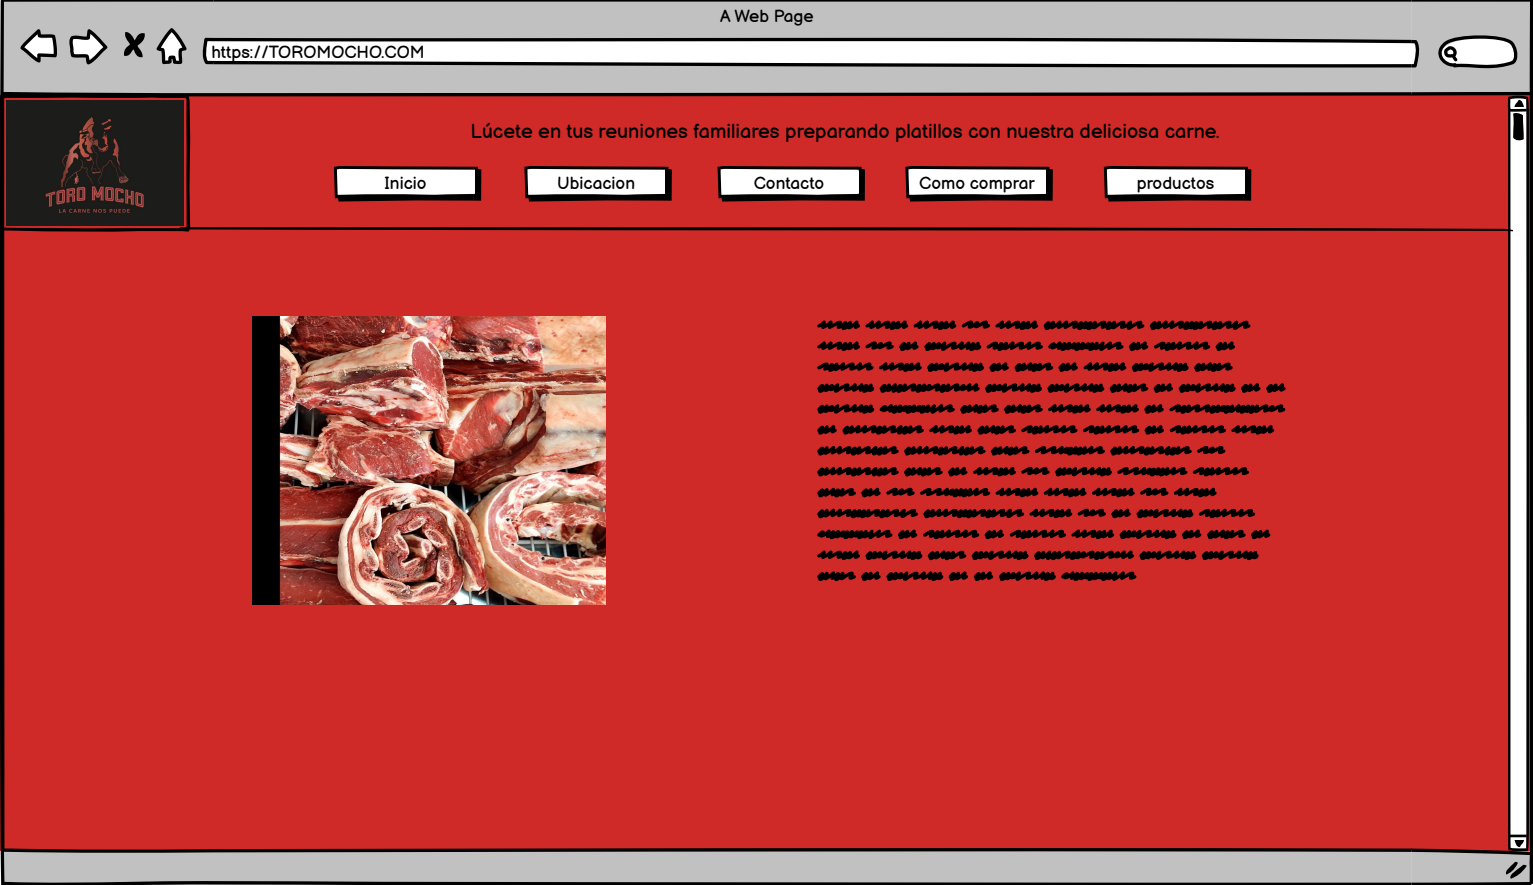 A Web Page
https://TOROMOCHO.COM
Lúcete en tus reuniones familiares preparando platillos con nuestra deliciosa carne.
TORO MOCHO
LA CARNE NOS PUEDE
Inicio
Ubicacion
Contacto
Como comprar
productos